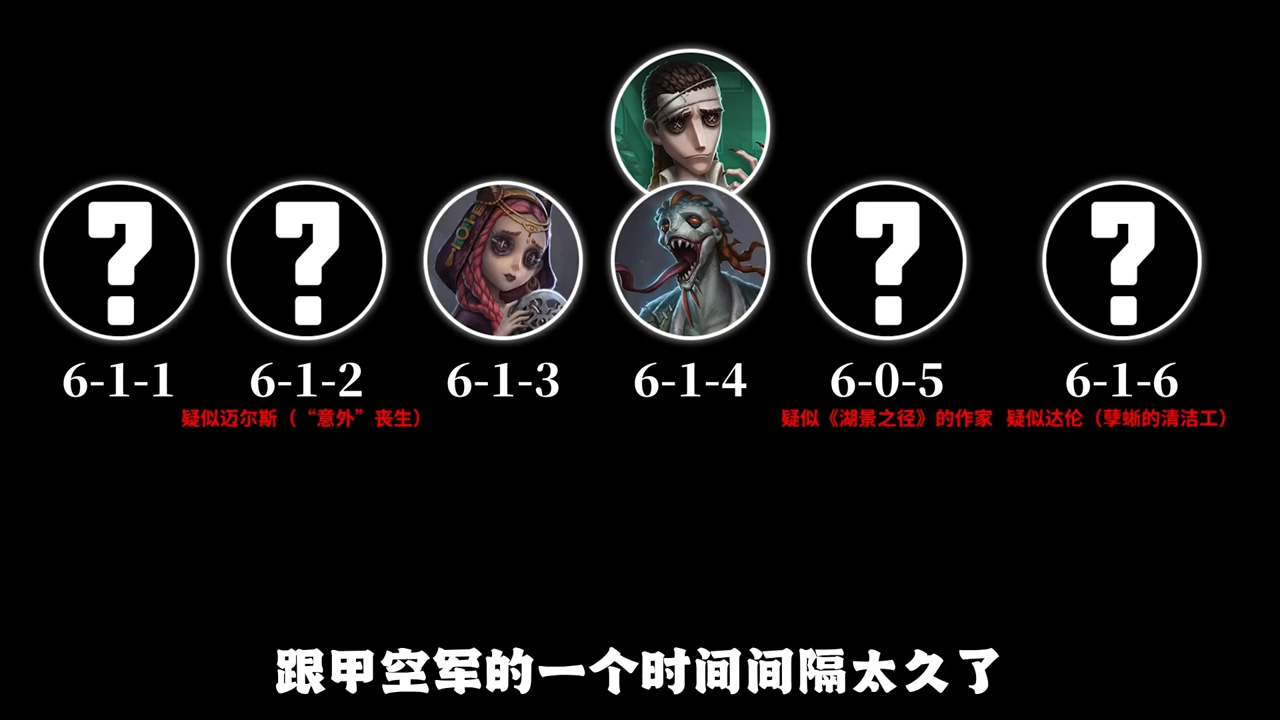 ? ? ? ?
6-1-1 6-1-2 6-1-3 6-1-4 6-0-5 6-1-6
疑似迈尔斯（“意外”丧生） 疑似《湖景之径》的作家 疑似达伦（孽蜥的清洁工）
跟甲空军的一个时间间隔太久了